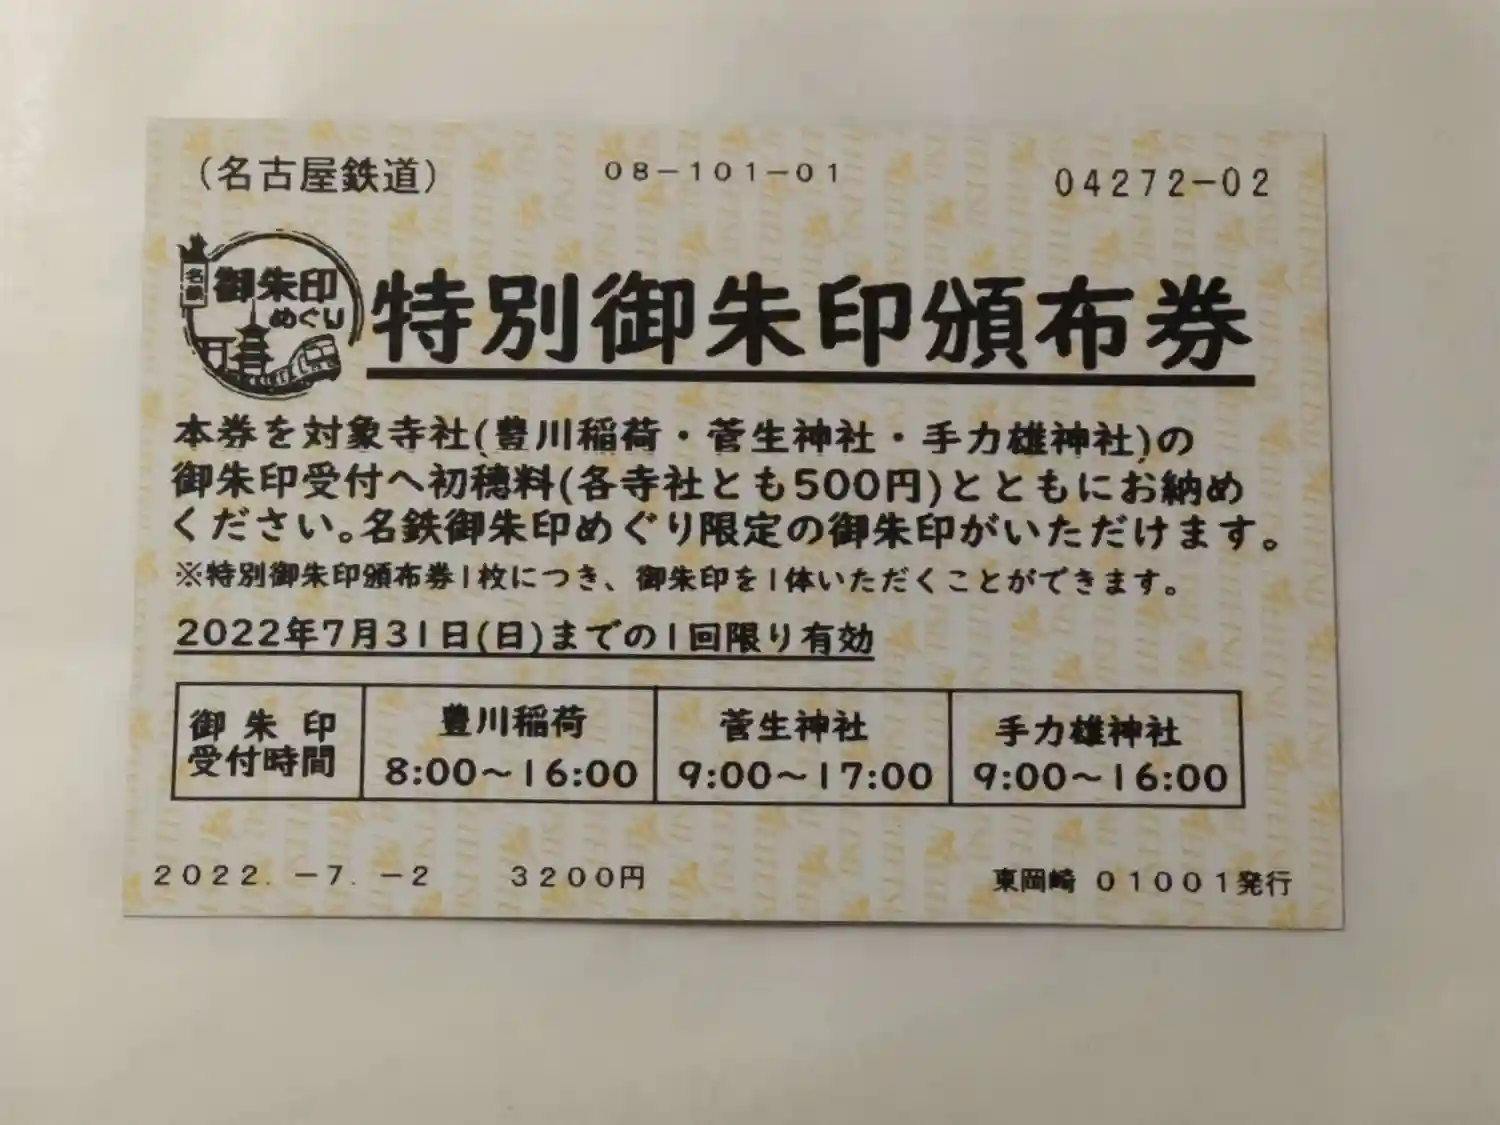 (名古屋鉄道)
08-101-01
04272-02
名鉄
御朱印
めぐり
特別御朱印頒布券
本券を対象寺社(豊川稲荷・菅生神社・手力雄神社)の
御朱印受付へ初穂料(各寺社とも500円)とともにお納め
ください。名鉄御朱印めぐり限定の御朱印がいただけます。
※特別御朱印頒布券1枚につき、御朱印を1体いただくことができます。
2022年7月31日(日)までの1回限り有効
御朱印
受付時間
豊川稲荷
8:00～16:00
菅生神社
9:00～17:00
手力雄神社
9:00～16:00
2022.-7.-2
3200円
東岡崎 01001発行